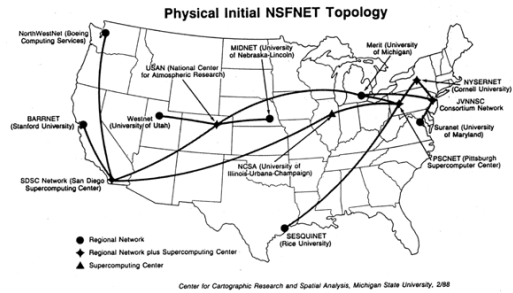 Physical Initial NSFNET Topology
NorthWestNet (Boeing
Computing Services)
MIDNET (University
of Nebraska-Lincoln)
Merit (University
of Michigan)
USAN (National Center
for Atmospheric Research)
NYSERNET
(Cornell University)
JVNNSC
Consortium Network
BARRNET
(Stanford University)
Westnet
(University of Utah)
Suranet (University
of Maryland)
PSCNET (Pittsburgh
Supercomputer Center)
NCSA (University of
Illinois-Urbana-Champaign)
SDSC Network (San Diego
Supercomputing Center)
SESQUINET
(Rice University)
Regional Network
Regional Network plus Supercomputing Center
Supercomputing Center
Center for Cartographic Research and Spatial Analysis, Michigan State University, 2/88